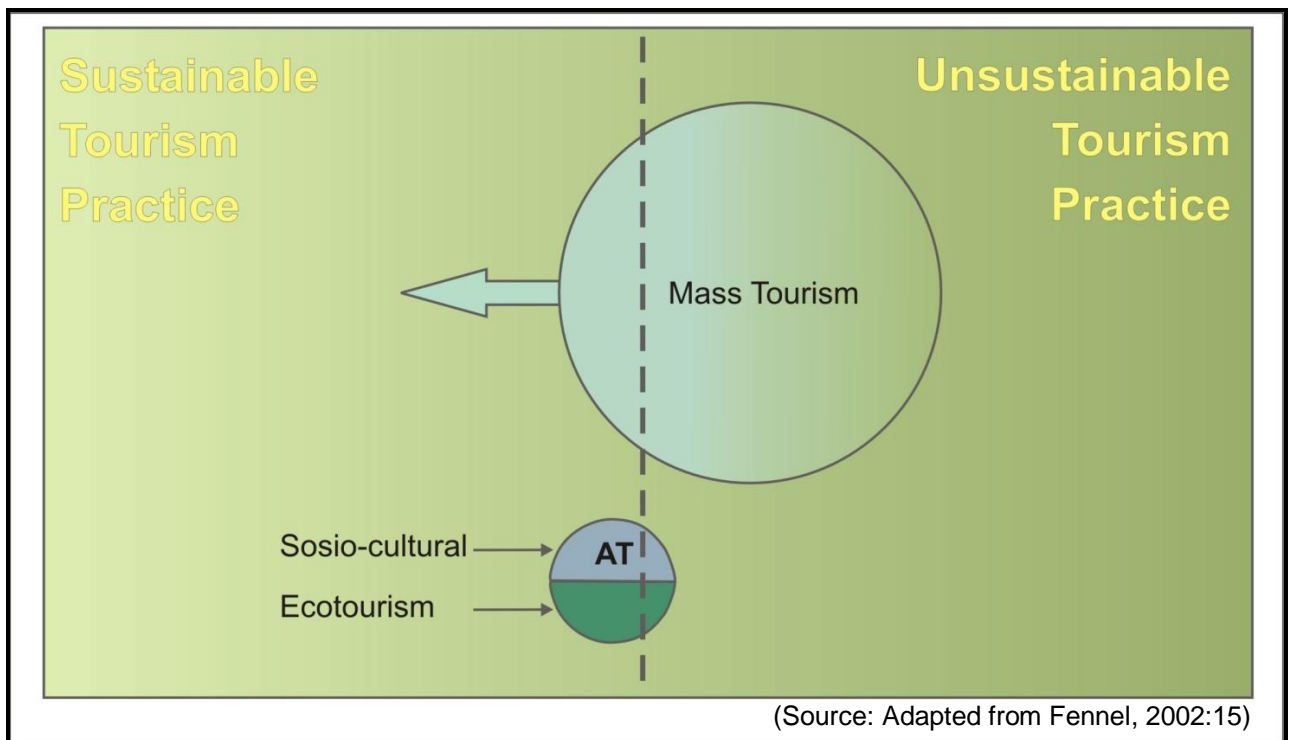 Sustainable
Tourism
Practice
Unsustainable
Tourism
Practice
Mass Tourism
Sosio-cultural
AT
Ecotourism
(Source: Adapted from Fennel, 2002:15)